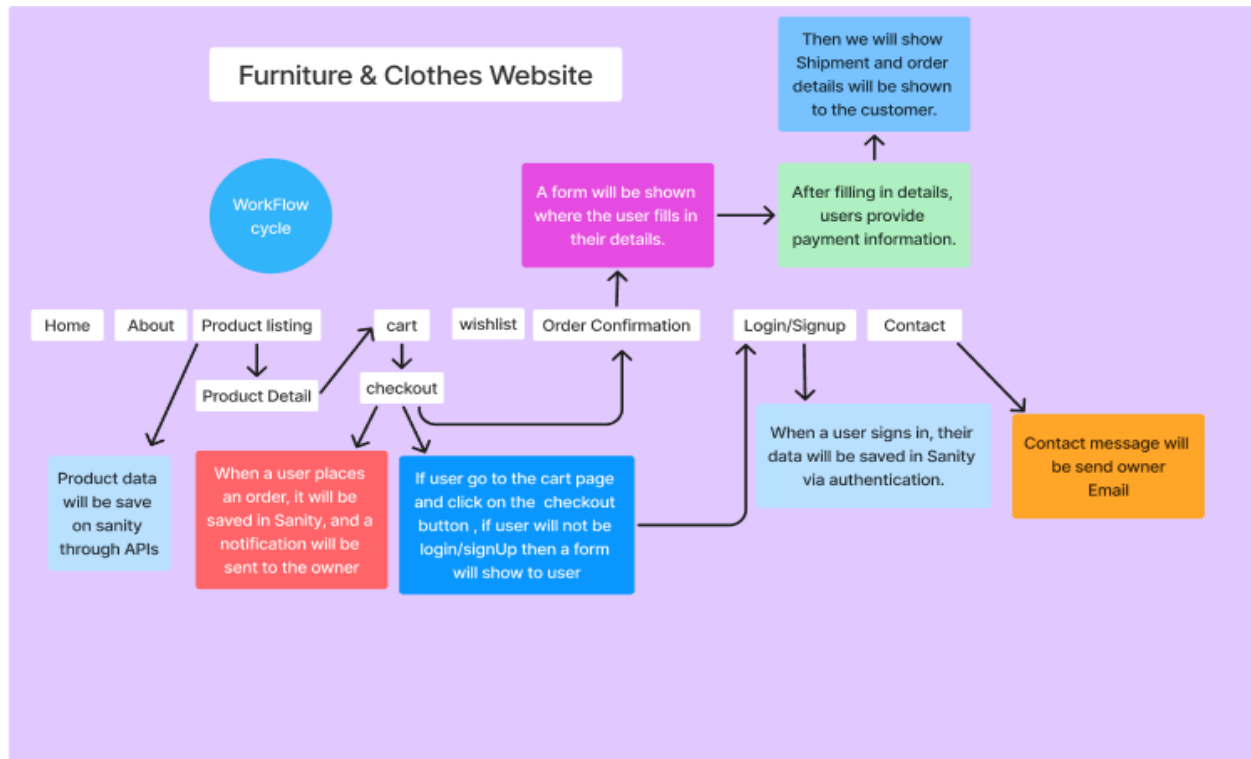 Furniture & Clothes Website
Then we will show
Shipment and order
details will be shown
to the customer.
WorkFlow
cycle
A form will be shown
where the user fills in
their details.
After filling in details,
users provide
payment information.
Home
About
Product listing
cart
wishlist
Order Confirmation
Login/Signup
Contact
Product Detail
checkout
Product data
will be save
on sanity
through APIs
When a user places
an order, it will be
saved in Sanity, and a
notification will be
sent to the owner
If user go to the cart page
and click on the checkout
button , if user will not be
login/signUp then a form
will show to user
When a user signs in, their
data will be saved in Sanity
via authentication.
Contact message will
be send owner
Email